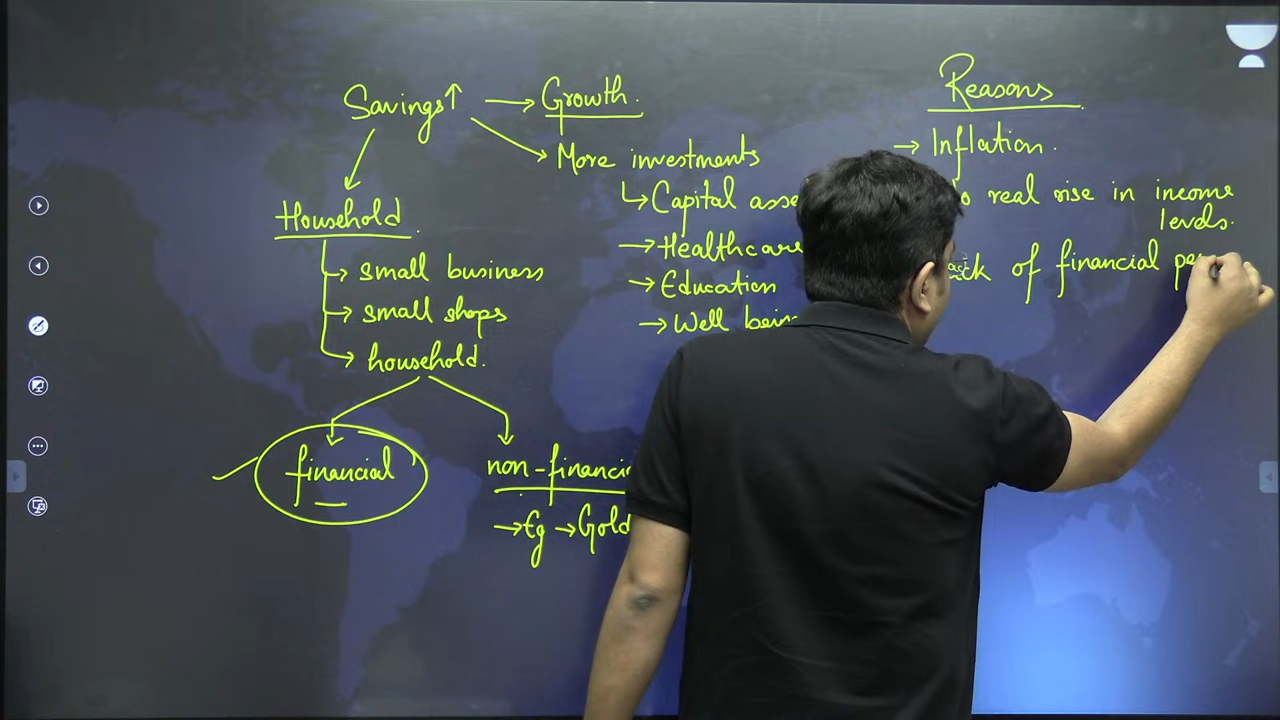 Savings↑ → Growth.
→ More investments
↳ Capital asse
→ Healthcare
→ Education
→ Well bein
Household
→ small business
→ small shops
→ household.
financial
non-financi
→ Eg → Gold
Reasons
→ Inflation.
real rise in income
levels.
of financial